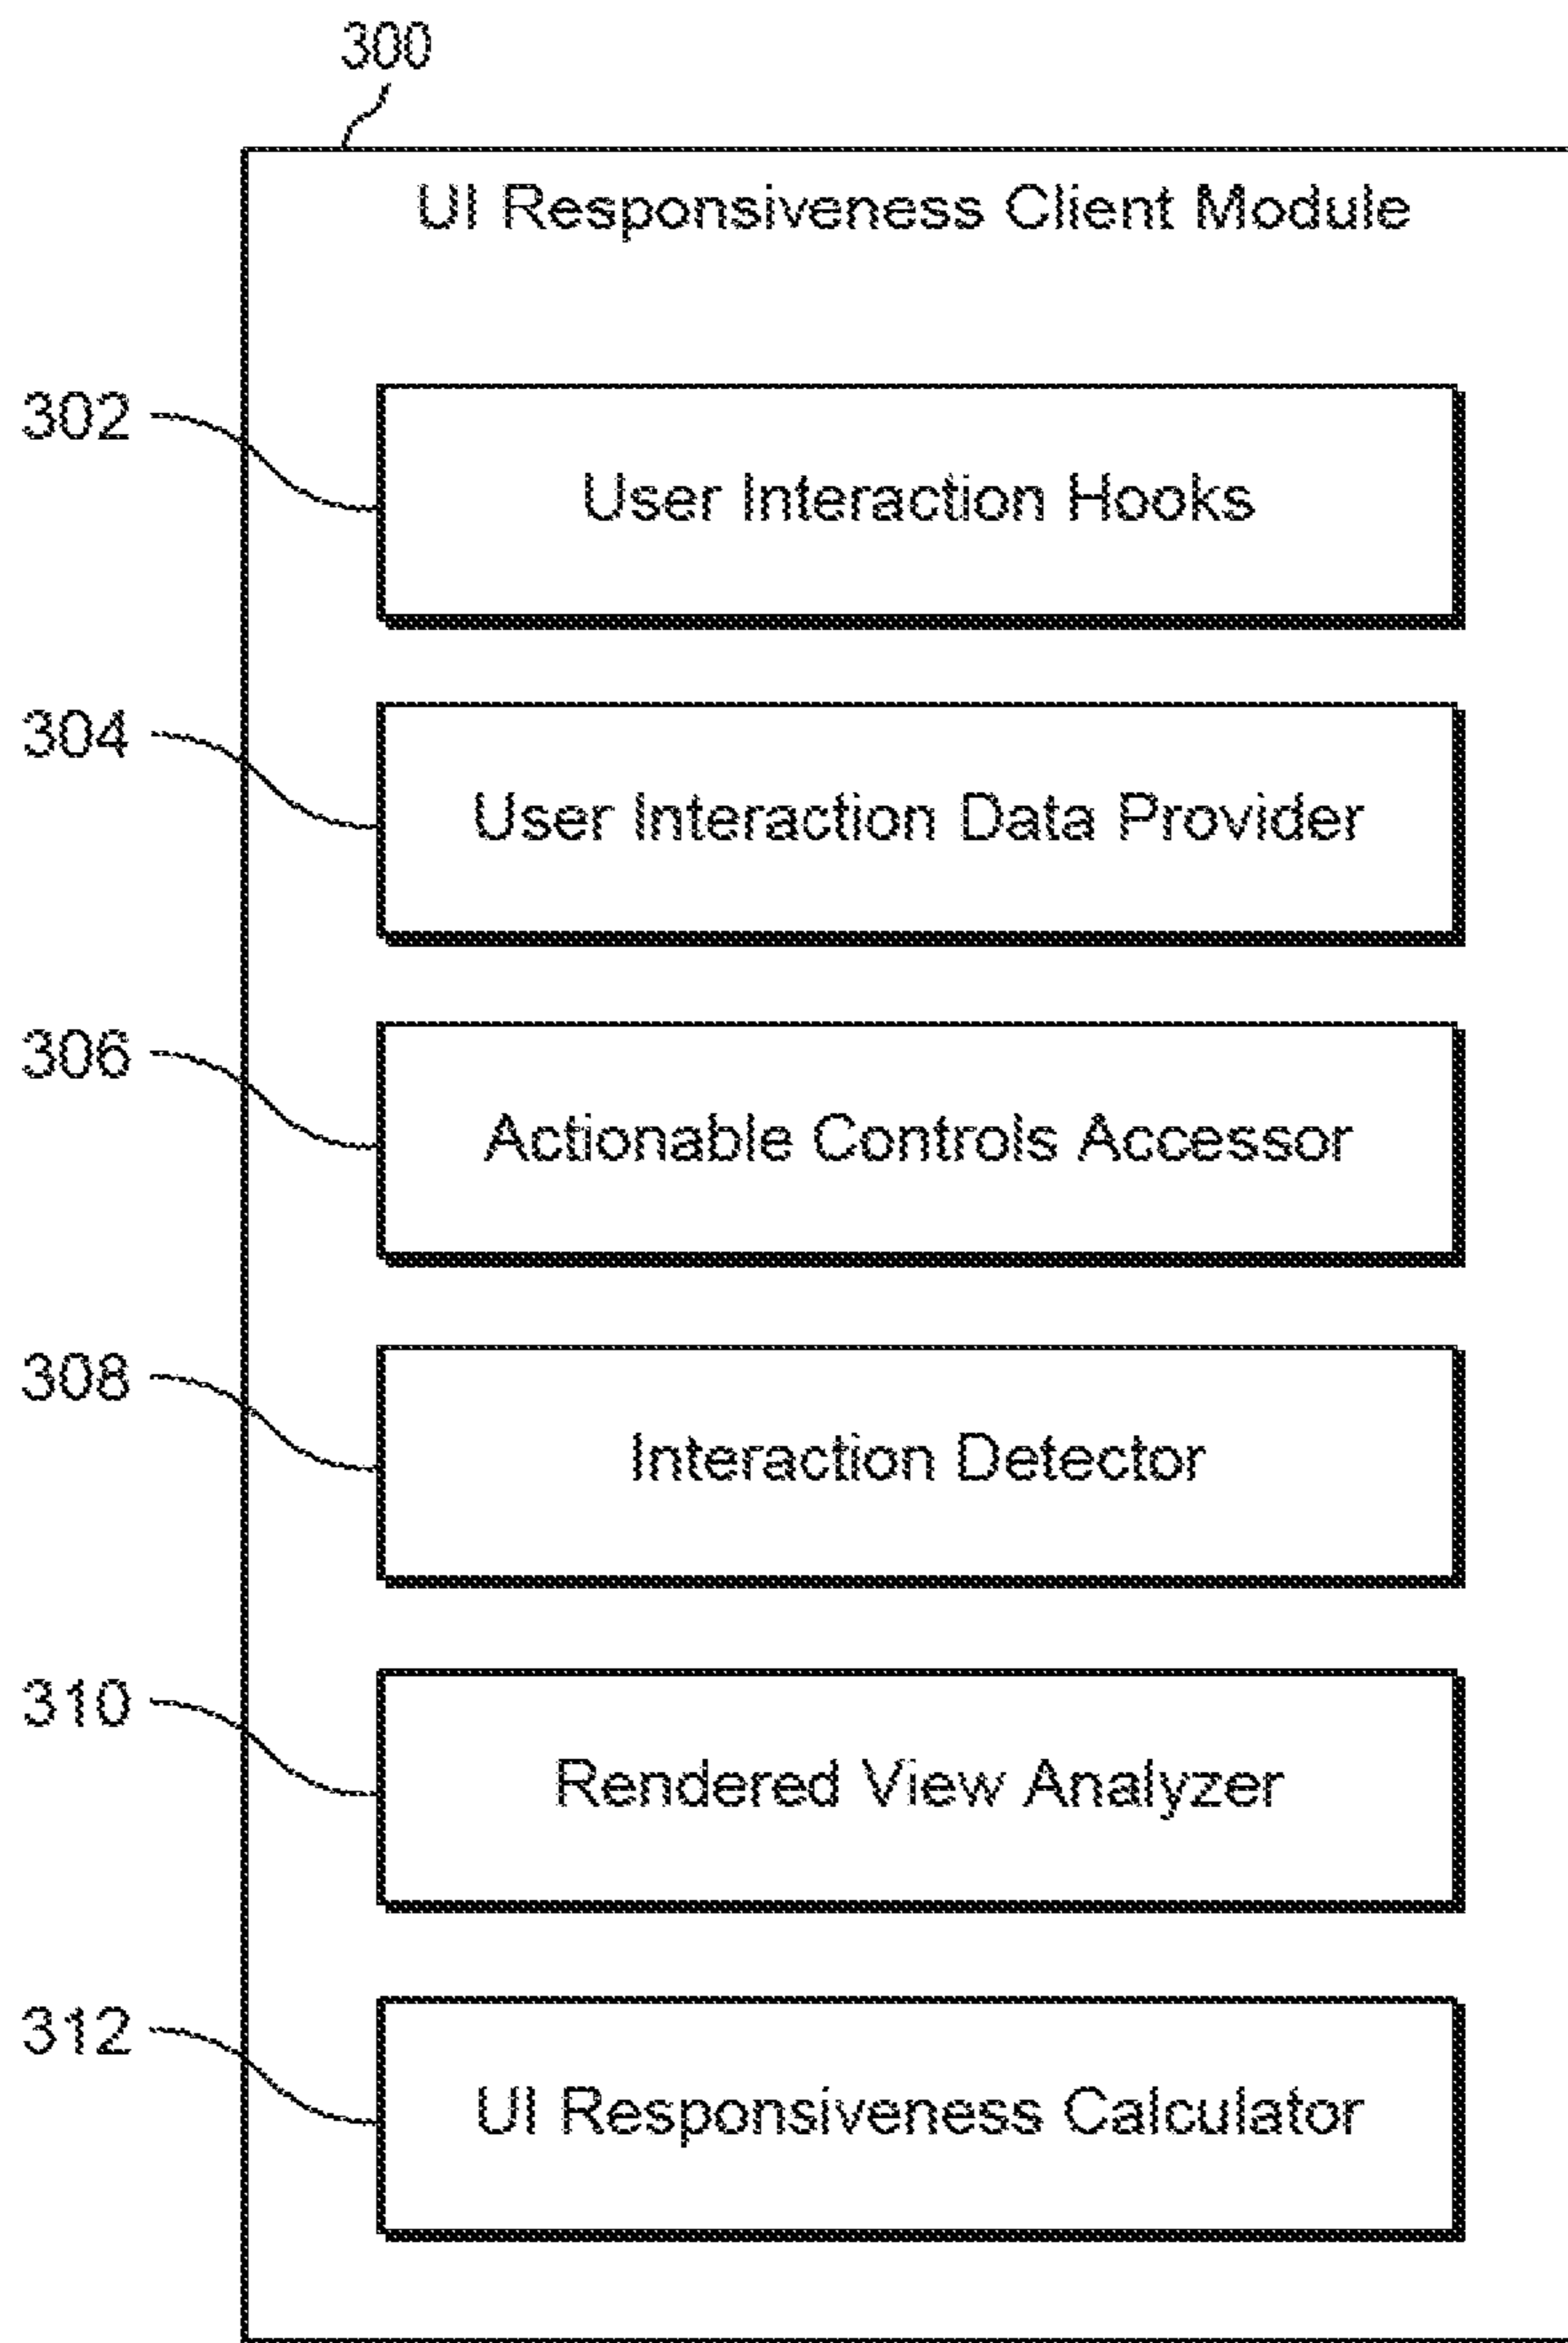 300
UI Responsiveness Client Module
302
User Interaction Hooks
304
User Interaction Data Provider
306
Actionable Controls Accessor
308
Interaction Detector
310
Rendered View Analyzer
312
UI Responsiveness Calculator